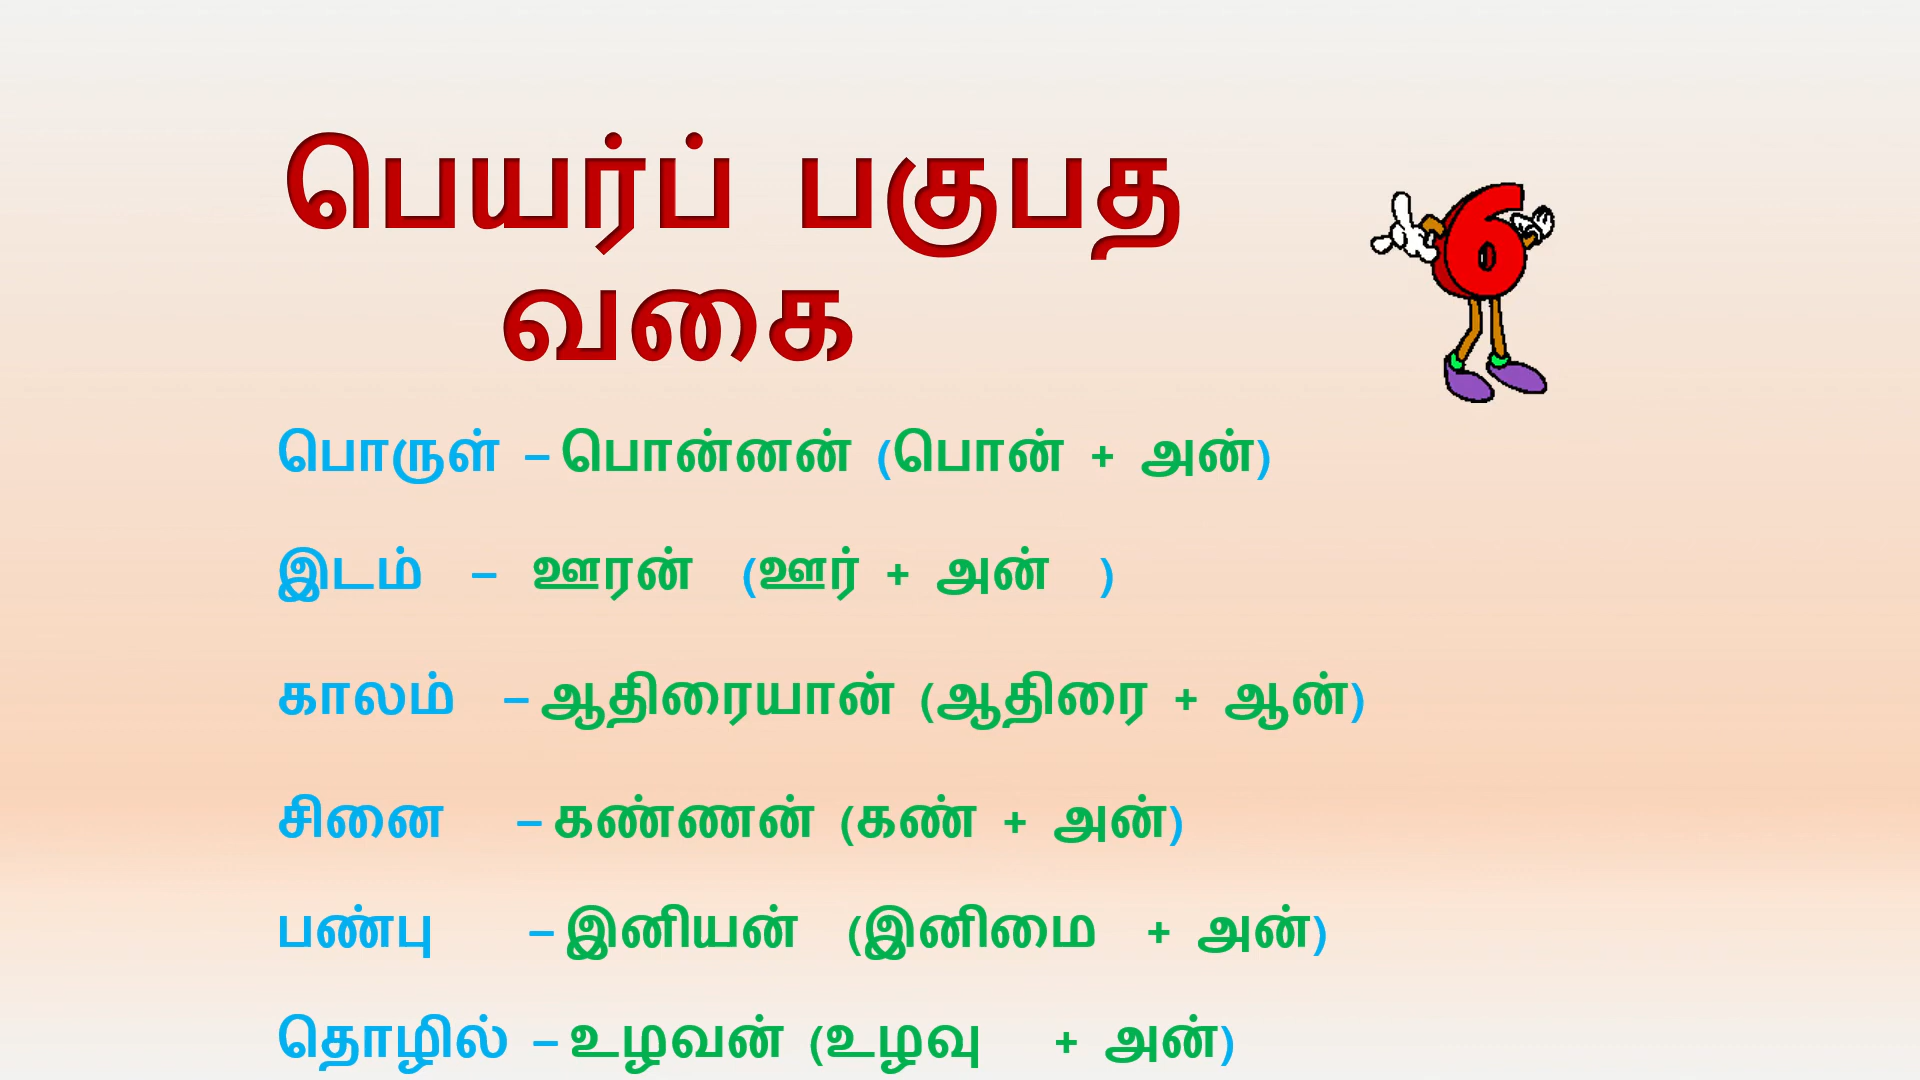 பெயர்ப் பகுபத
வகை
6
பொருள் – பொன்னன் (பொன் + அன்)
இடம் – ஊரன் (ஊர் + அன் )
காலம் – ஆதிரையான் (ஆதிரை + ஆன்)
சினை – கண்ணன் (கண் + அன்)
பண்பு – இனியன் (இனிமை + அன்)
தொழில் – உழவன் (உழவு + அன்)